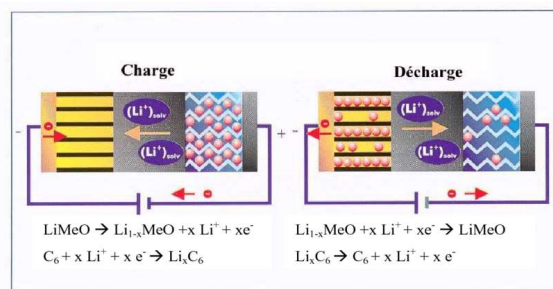 Charge
Décharge
-
(Li⁺)solv
(Li⁺)solv
+
-
(Li⁺)solv
(Li⁺)solv
LiMeO → Li₁₋ₓMeO +x Li⁺ + xe⁻
C₆ + x Li⁺ + x e⁻ → LiₓC₆
Li₁₋ₓMeO + x Li⁺ + xe⁻ → LiMeO
LiₓC₆ → C₆ + x Li⁺ + x e⁻